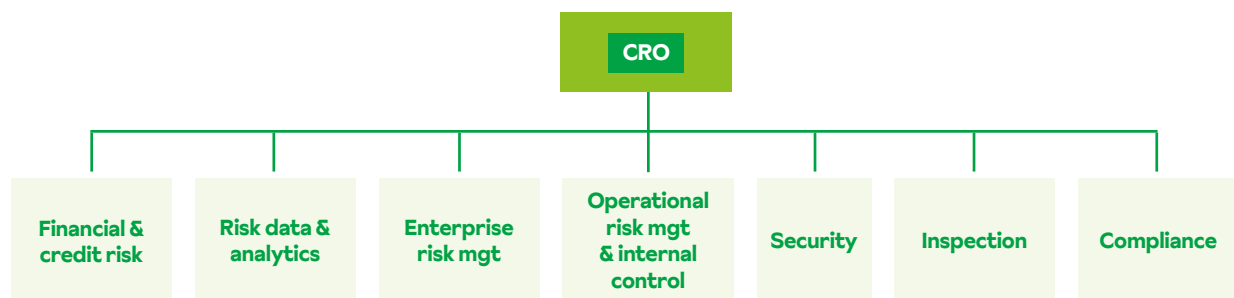 CRO
Financial &
credit risk
Risk data &
analytics
Enterprise
risk mgt
Operational
risk mgt
& internal
control
Security
Inspection
Compliance